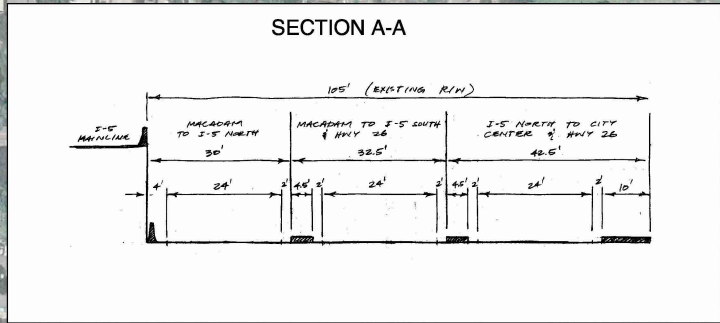 SECTION A-A
105' (EXISTING R/W)
I-5
MAINLINE
MACADAM
TO I-5 NORTH
MACADAM TO I-5 SOUTH
& HWY 26
I-5 NORTH TO CITY
CENTER & HWY 26
30'
32.5'
42.5'
4' 24' 2' 4.5' 2' 24' 2' 4.5' 2' 24' 2' 10'